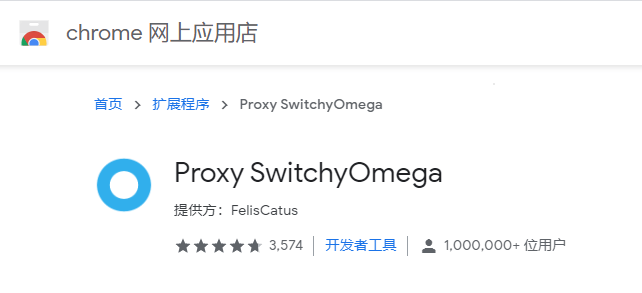 chrome 网上应用店
首页 > 扩展程序 > Proxy SwitchyOmega
Proxy SwitchyOmega
提供方：FelisCatus
3,574 | 开发者工具 | 1,000,000+ 位用户